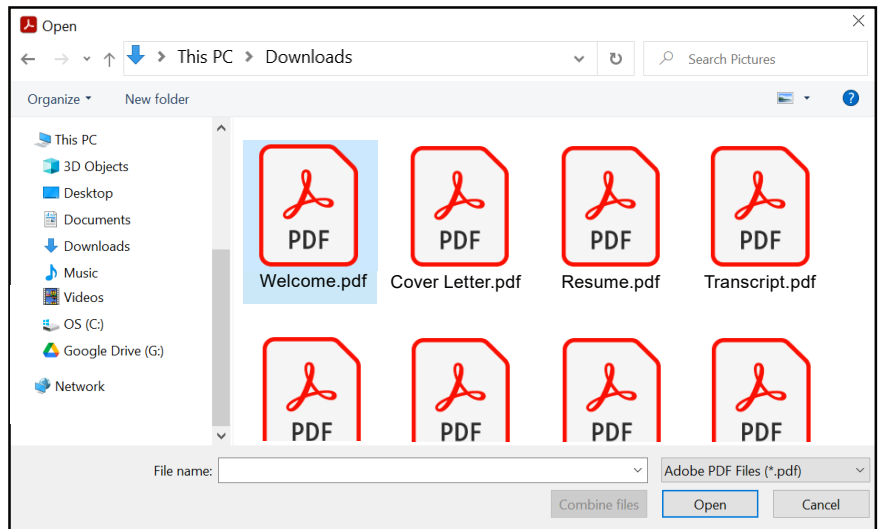 Open
This PC > Downloads
Search Pictures
Organize
New folder
?
This PC
3D Objects
Desktop
Documents
Downloads
Music
Videos
OS (C:)
Google Drive (G:)
Network
PDF PDF PDF PDF
Welcome.pdf Cover Letter.pdf Resume.pdf Transcript.pdf
PDF PDF PDF PDF
File name:
Adobe PDF Files (*.pdf)
Combine files Open Cancel